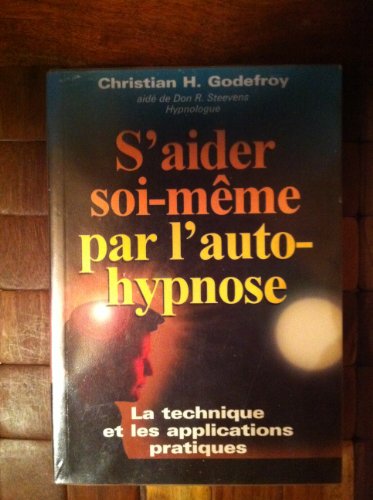 Christian H. Godefroy
aidé de Don R. Steevens
Hypnologue
S'aider
soi-même
par l'auto-
hypnose
La technique
et les applications
pratiques